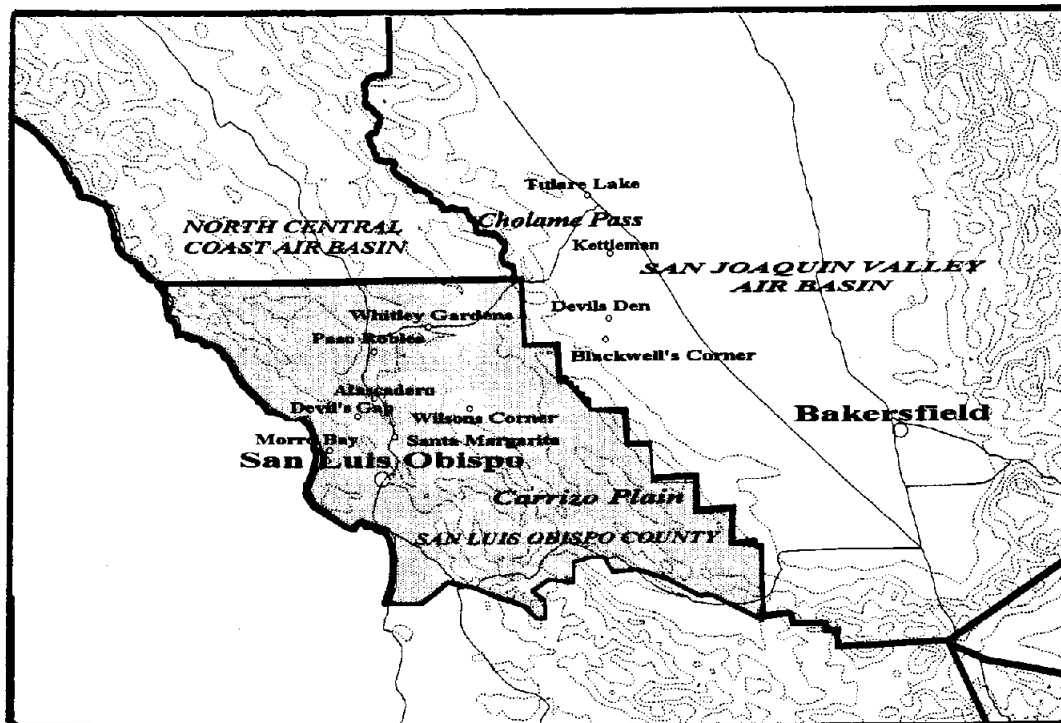 Tulare Lake
Cholame Pass
NORTH CENTRAL
COAST AIR BASIN
Kettleman
SAN JOAQUIN VALLEY
AIR BASIN
Devils Den
Whitley Gardens
Paso Robles
Blackwell's Corner
Atascadero
Devil's Gap
Wilsons Corner
Bakersfield
Morro Bay
Santa Margarita
San Luis Obispo
Carrizo Plain
SAN LUIS OBISPO COUNTY